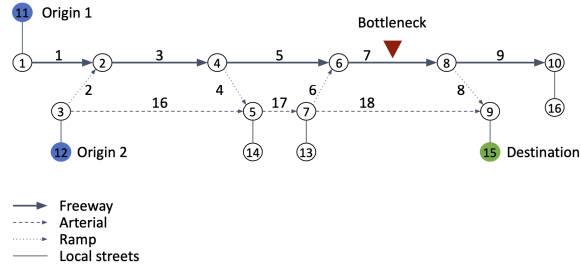 11 Origin 1
Bottleneck
1 1 2 3 4 5 6 7 8 9 10
2 4 6 8 16
3 16 5 17 7 18 9
12 Origin 2 14 13 15 Destination
Freeway
Arterial
Ramp
Local streets